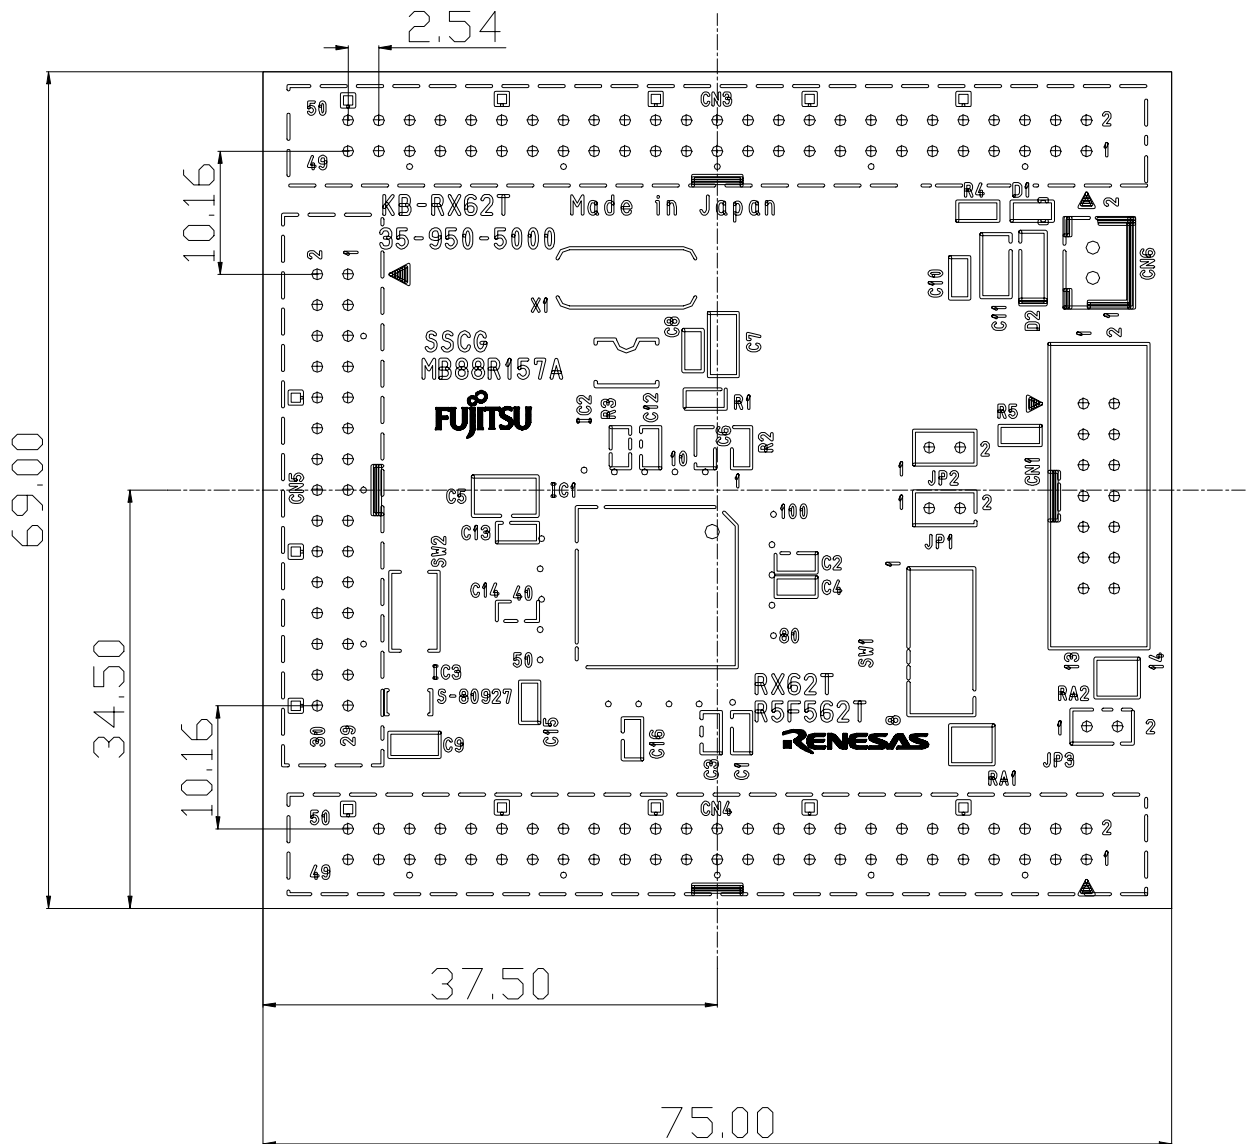 2.54
50
CN3
2
49
1
10.16
KB-RX62T
Made in Japan
R4
D1
2
35-950-5000
2
1
CN6
C10
X1
C11
D2
1
1
2
C8
C7
SSCG
MB88R157A
FUJITSU
R1
IC2
R3
C12
C6
R2
R5
10
1
1
2
JP2
CN1
69.00
CN5
C5
IC1
1
2
100
C13
JP1
SW2
C2
1
C14
40
C4
80
SW1
34.50
50
IC3
13
14
S-80927
RX62T
RA2
R5F562T
8
10.16
30
29
C9
C15
C16
C3
C1
RENESAS
1
2
JP3
RA1
50
CN4
2
49
1
37.50
75.00